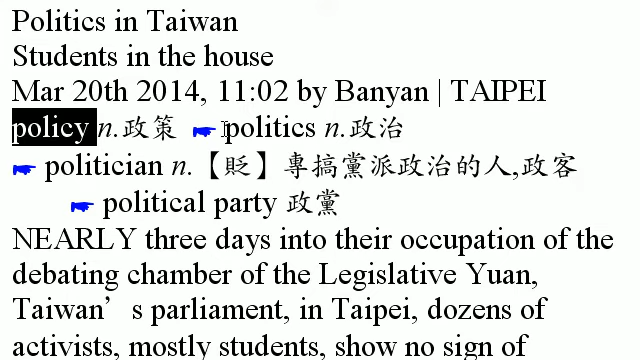 Politics in Taiwan
Students in the house
Mar 20th 2014, 11:02 by Banyan | TAIPEI
policy n.政策 ☛ politics n.政治
☛ politician n.【貶】專搞黨派政治的人,政客
☛ political party 政黨
NEARLY three days into their occupation of the
debating chamber of the Legislative Yuan,
Taiwan’s parliament, in Taipei, dozens of
activists, mostly students, show no sign of